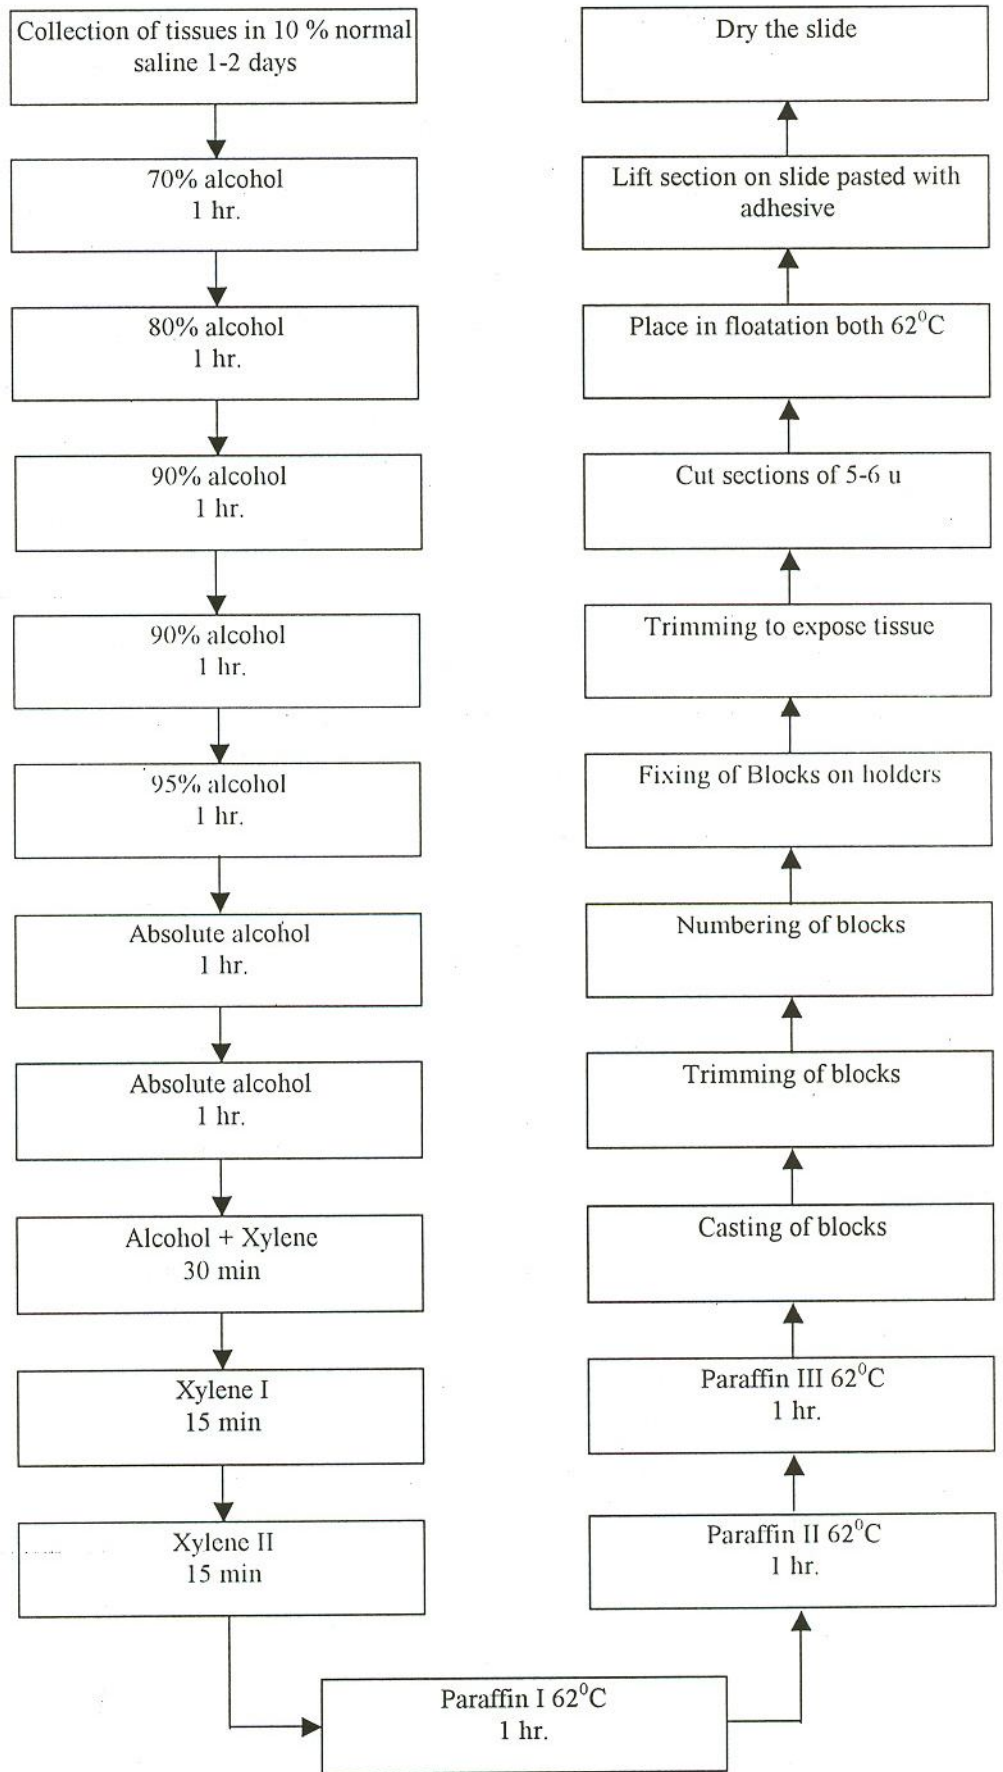 Collection of tissues in 10 % normal
saline 1-2 days
70% alcohol
1 hr.
80% alcohol
1 hr.
90% alcohol
1 hr.
90% alcohol
1 hr.
95% alcohol
1 hr.
Absolute alcohol
1 hr.
Absolute alcohol
1 hr.
Alcohol + Xylene
30 min
Xylene I
15 min
Xylene II
15 min
Paraffin I 62⁰C
1 hr.
Paraffin II 62⁰C
1 hr.
Paraffin III 62⁰C
1 hr.
Casting of blocks
Trimming of blocks
Numbering of blocks
Fixing of Blocks on holders
Trimming to expose tissue
Cut sections of 5-6 u
Place in floatation both 62⁰C
Lift section on slide pasted with
adhesive
Dry the slide